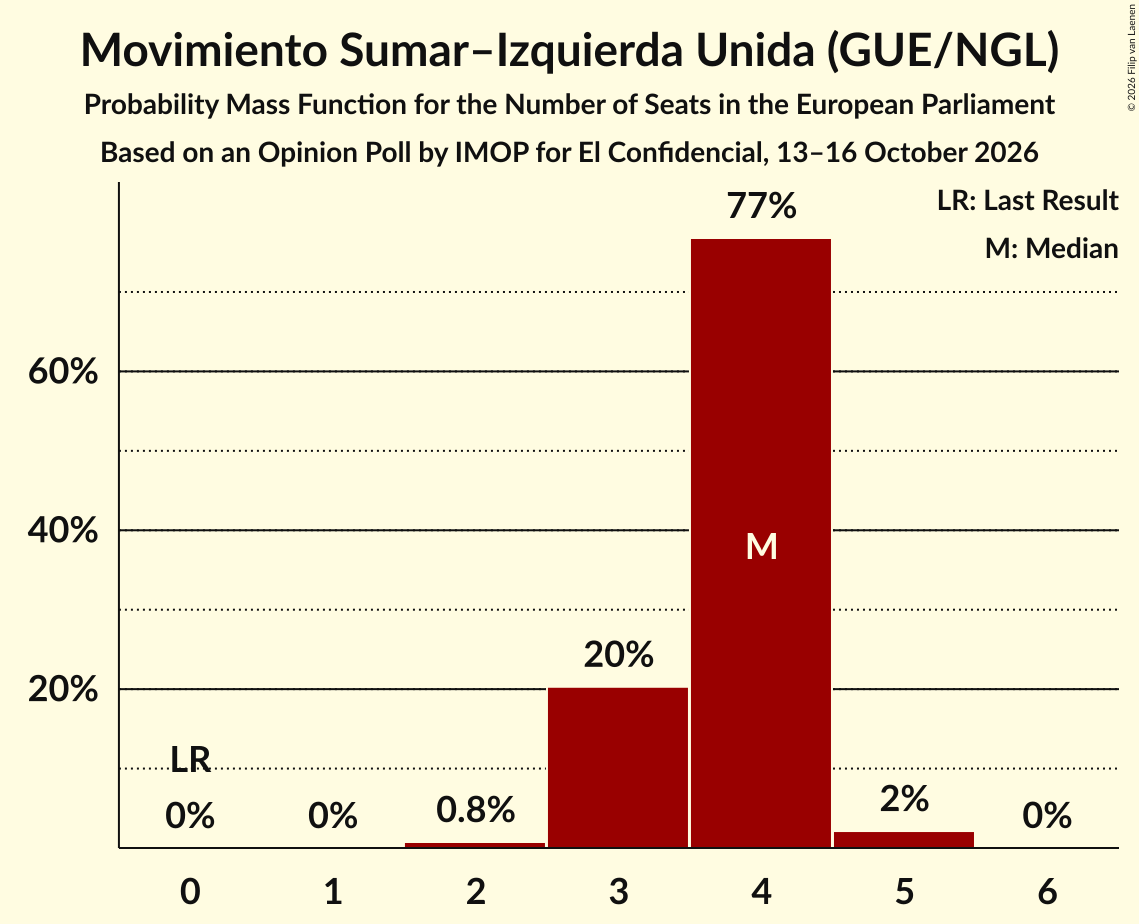 Movimiento Sumar–Izquierda Unida (GUE/NGL)
Probability Mass Function for the Number of Seats in the European Parliament
Based on an Opinion Poll by IMOP for El Confidencial, 13–16 October 2026
© 2026 Filip van Laenen
LR: Last Result
M: Median
77%
60%
40%
M
20%
20%
LR
0%
0%
0.8%
2%
0%
0
1
2
3
4
5
6